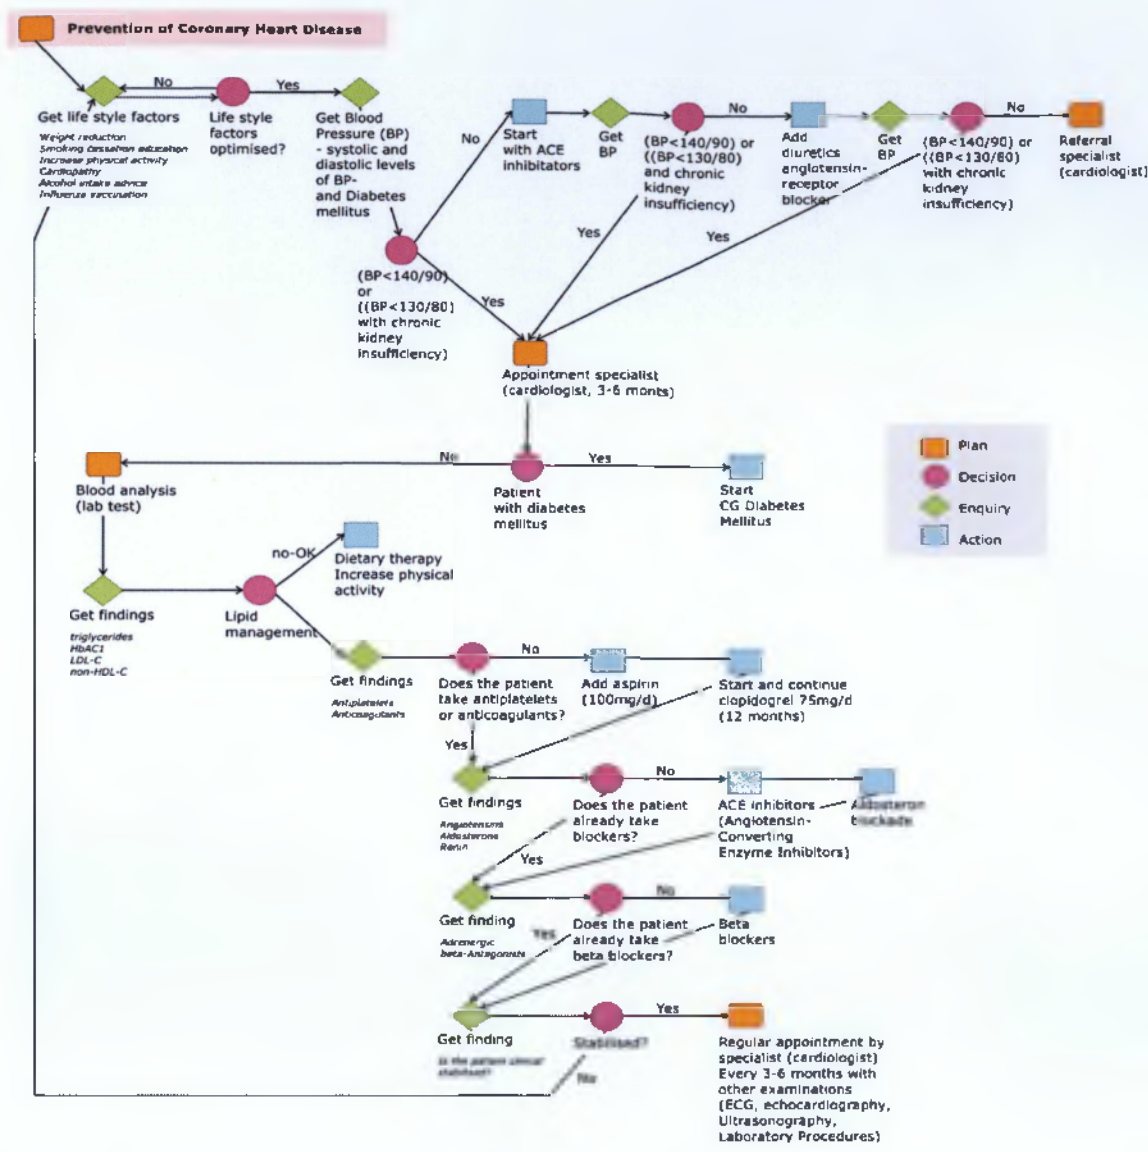 Prevention of Coronary Heart Disease
No
Yes
Get life style factors
Weight reduction
Smoking cessation education
Increase physical activity
Cardiopathy
Alcohol intake advice
Influenza vaccination
Life style
factors
optimised?
Get Blood
Pressure (BP)
- systolic and
diastolic levels
of BP-
and Diabetes
mellitus
No
Start
with ACE
inhibitators
Get
BP
(BP<140/90) or
((BP<130/80)
and chronic
kidney
insufficiency)
No
Add
diuretics
angiotensin-
receptor
blocker
Get
BP
(BP<140/90) or
((BP<130/80)
with chronic
kidney
insufficiency)
No
Referral
specialist
(cardiologist)
Yes
Yes
(BP<140/90)
or
((BP<130/80)
with chronic
kidney
insufficiency)
Yes
Appointment specialist
(cardiologist, 3-6 monts)
No
Yes
Blood analysis
(lab test)
Patient
with diabetes
mellitus
Start
CG Diabetes
Mellitus
Plan
Decision
Enquiry
Action
no-OK
Dietary therapy
Increase physical
activity
Get findings
triglycerides
HbAC1
LDL-C
non-HDL-C
Lipid
management
Get findings
Antiplatelets
Anticoagulants
Does the patient
take antiplatelets
or anticoagulants?
No
Add aspirin
(100mg/d)
Start and continue
clopidogrel 75mg/d
(12 months)
Yes
Get findings
Angiotensins
Aldosterone
Renin
Does the patient
already take
blockers?
No
ACE inhibitors
(Angiotensin-
Converting
Enzyme Inhibitors)
Aldosteron
blockade
Yes
Get finding
Adrenergic
beta-Antagonists
Does the patient
already take
beta blockers?
No
Beta
blockers
Yes
Get finding
Is the patient clinical
stabilised?
Stabilised?
Yes
No
Regular appointment by
specialist (cardiologist)
Every 3-6 months with
other examinations
(ECG, echocardiography,
Ultrasonography,
Laboratory Procedures)